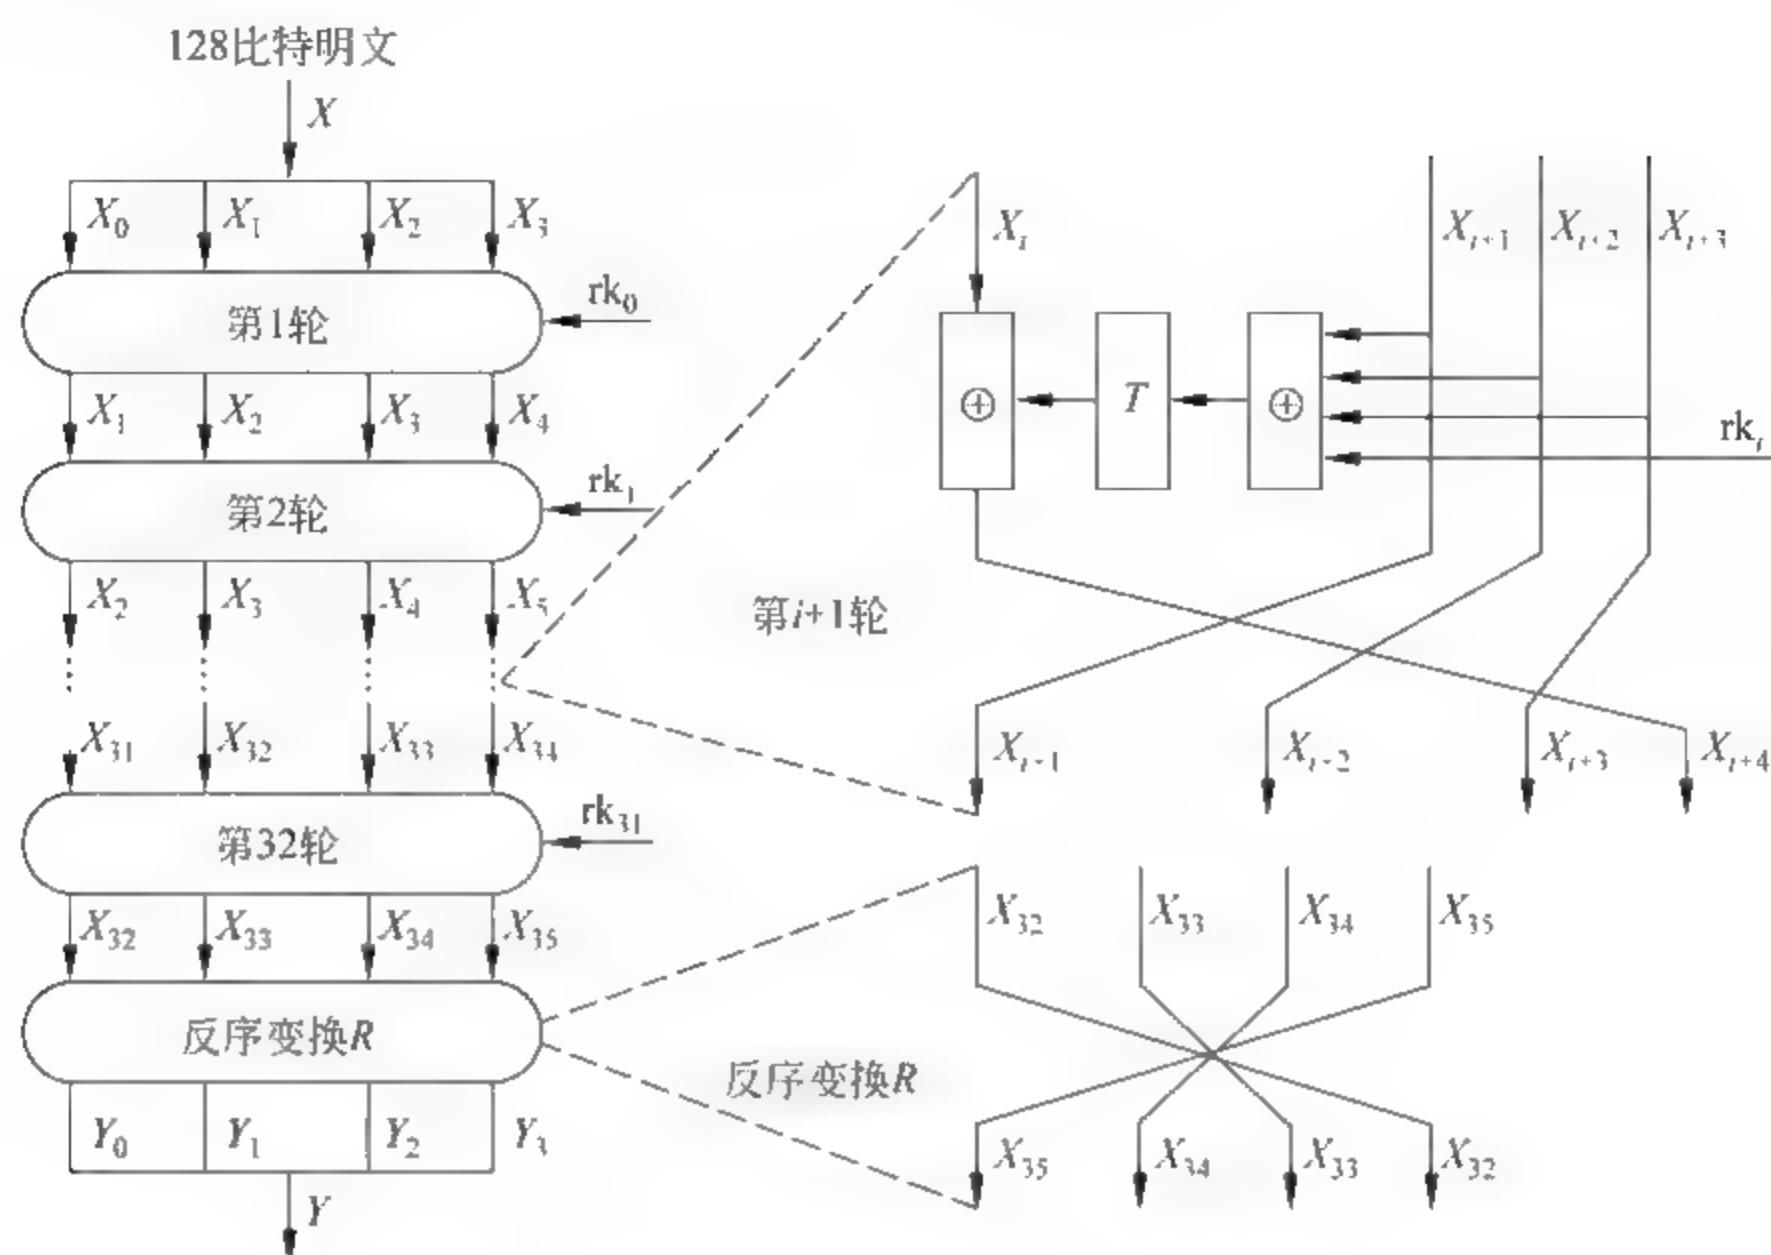 128比特明文
X
X₀ X₁ X₂ X₃
第1轮
rk₀
X₁ X₂ X₃ X₄
第2轮
rk₁
X₂ X₃ X₄ X₅
X₃₁ X₃₂ X₃₃ X₃₄
第32轮
rk₃₁
X₃₂ X₃₃ X₃₄ X₃₅
反序变换R
Y₀ Y₁ Y₂ Y₃
Y
Xᵢ
Xᵢ₊₁ Xᵢ₊₂ Xᵢ₊₃
⊕ T ⊕
rkᵢ
第i+1轮
Xᵢ₊₁ Xᵢ₊₂ Xᵢ₊₃ Xᵢ₊₄
X₃₂ X₃₃ X₃₄ X₃₅
反序变换R
X₃₅ X₃₄ X₃₃ X₃₂